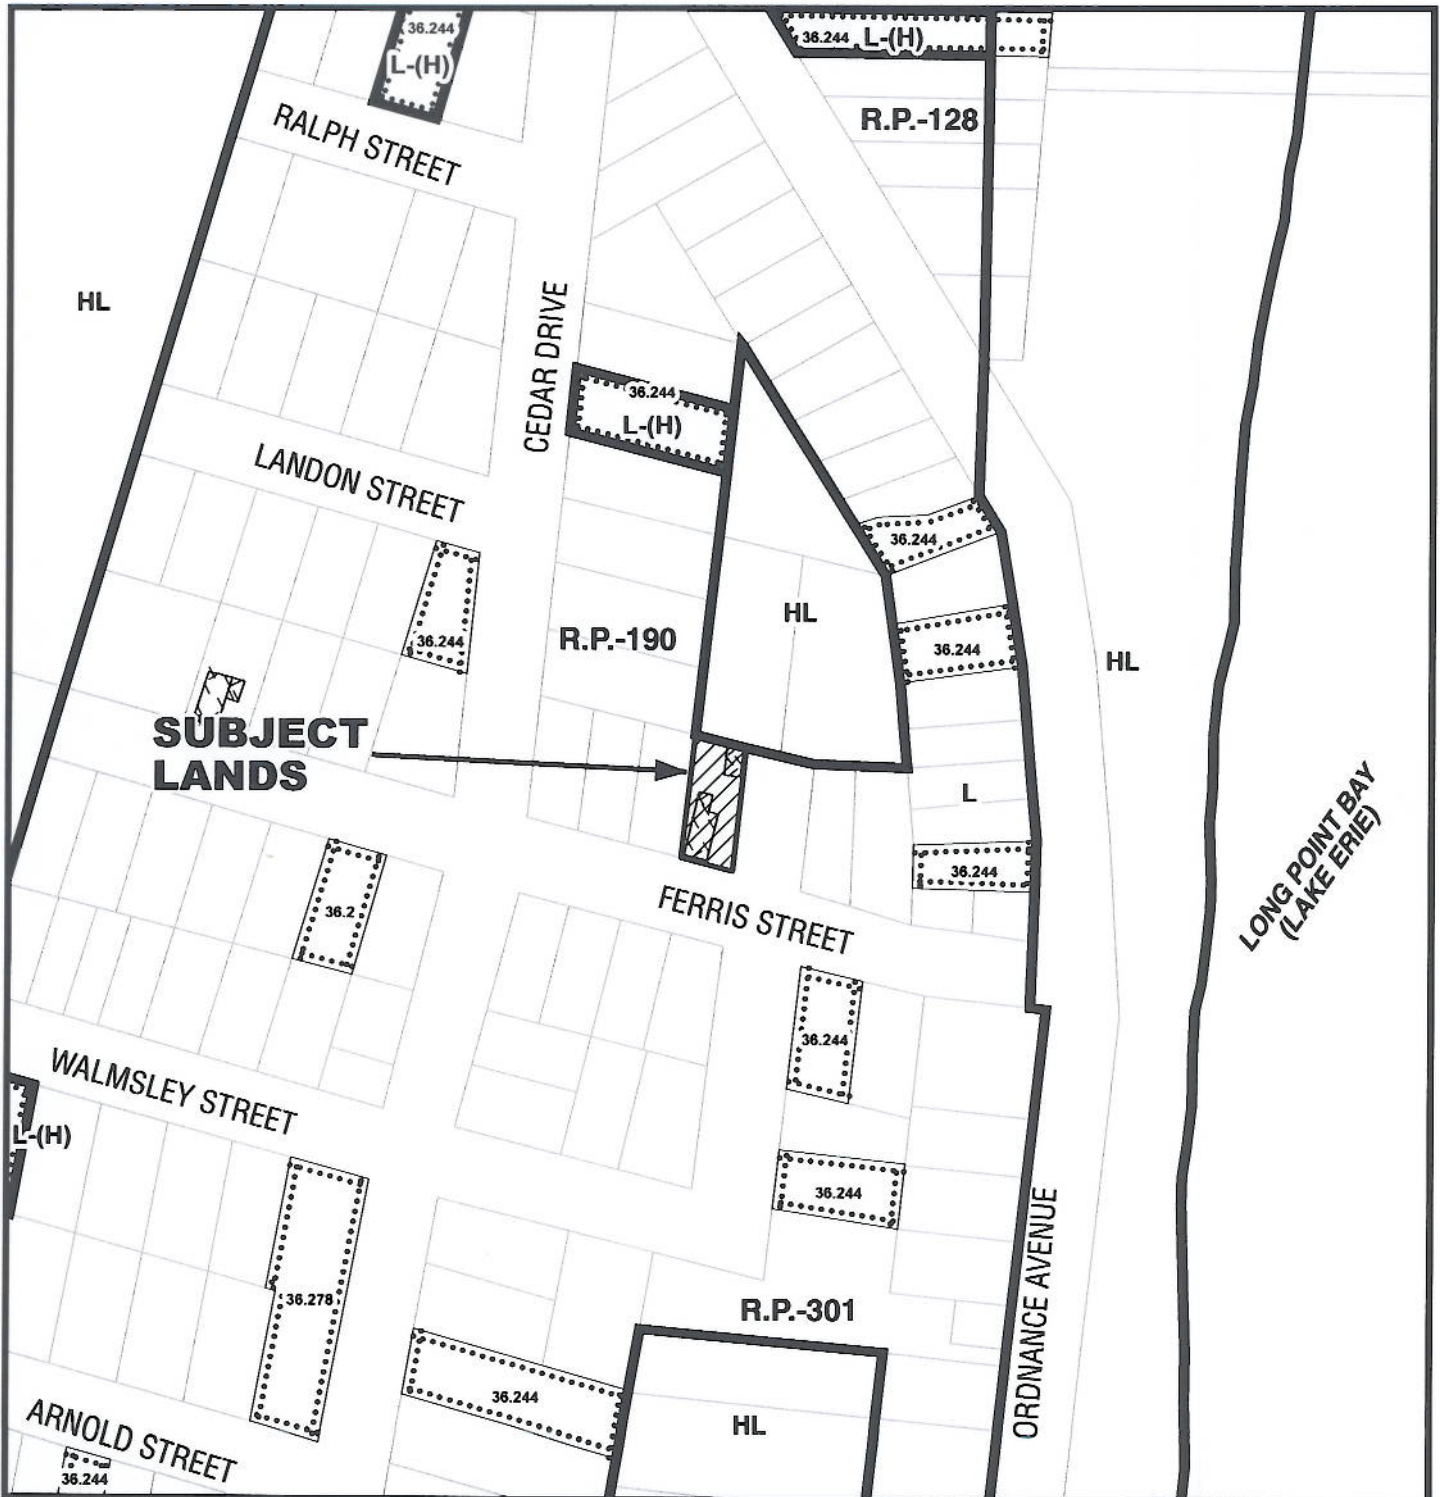 36.244
L-(H)
36.244 L-(H)
R.P.-128
RALPH STREET
HL
CEDAR DRIVE
36.244
L-(H)
LANDON STREET
36.244
36.244
R.P.-190
HL
36.244
36.244
HL
SUBJECT
LANDS
L
36.244
LONG POINT BAY
(LAKE ERIE)
36.2
FERRIS STREET
36.244
WALMSLEY STREET
L-(H)
36.244
36.278
R.P.-301
ORDNANCE AVENUE
36.244
HL
ARNOLD STREET
36.244